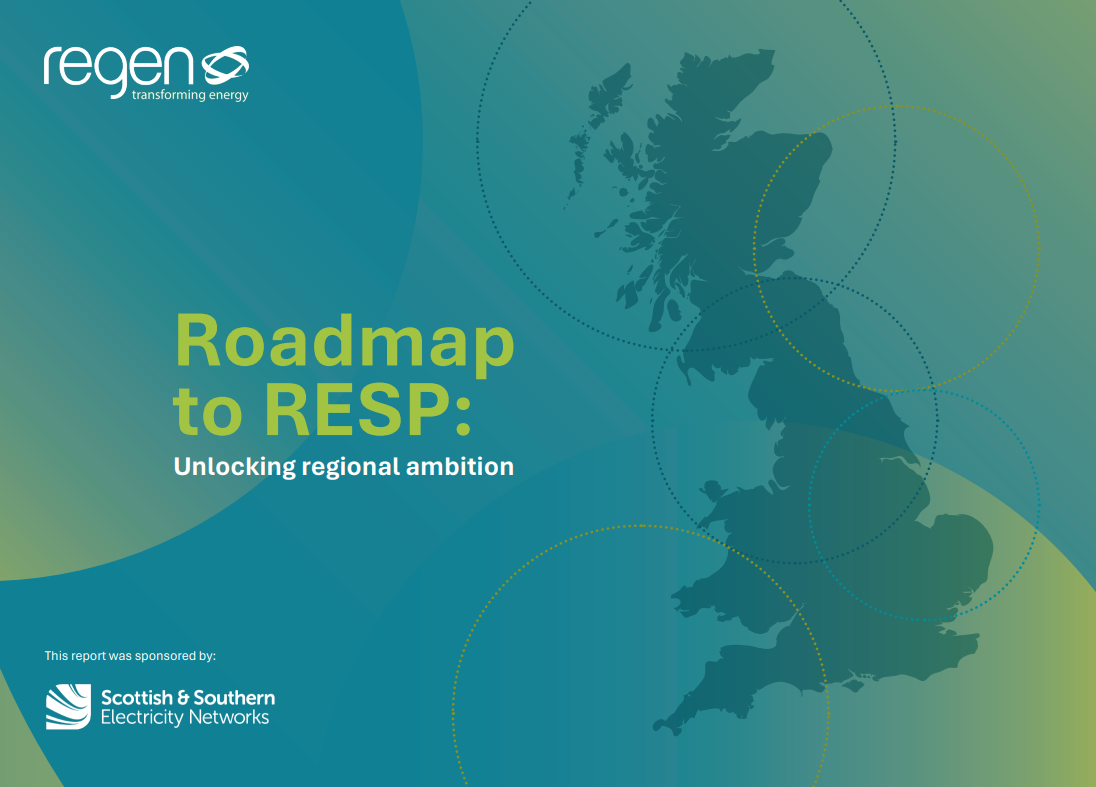 regen
transforming energy
Roadmap
to RESP:
Unlocking regional ambition
This report was sponsored by:
Scottish & Southern
Electricity Networks